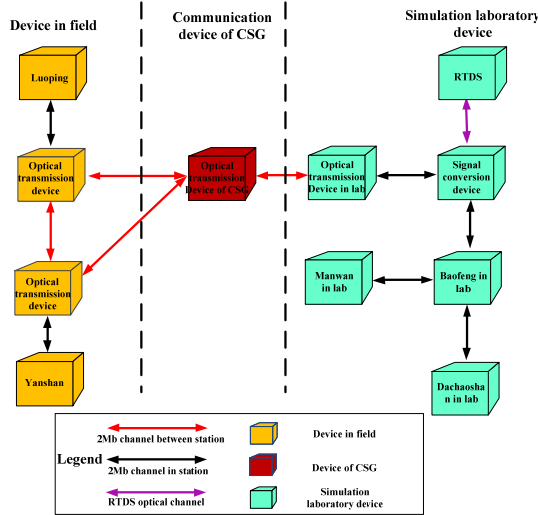 Device in field
Communication
device of CSG
Simulation laboratory
device
Luoping
RTDS
Optical
transmission
device
Optical
transmission
Device of CSG
Optical
transmission
Device in lab
Signal
conversion
device
Optical
transmission
device
Manwan
in lab
Baofeng in
lab
Yanshan
Dachaosha
n in lab
Legend
2Mb channel between station
2Mb channel in station
RTDS optical channel
Device in field
Device of CSG
Simulation
laboratory device